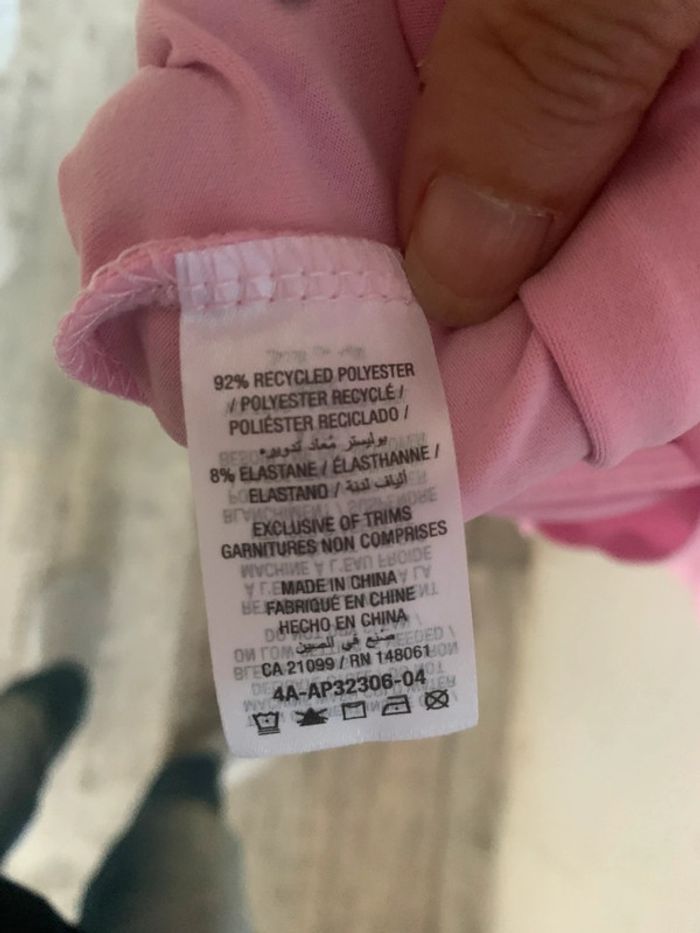 92% RECYCLED POLYESTER
/ POLYESTER RECYCLÉ /
POLIÉSTER RECICLADO /
بوليستر مُعاد تدويره
8% ELASTANE / ÉLASTHANNE /
ELASTANO / ألياف لدنة
EXCLUSIVE OF TRIMS
GARNITURES NON COMPRISES
MADE IN CHINA
FABRIQUÉ EN CHINE
HECHO EN CHINA
صنع في الصين
CA 21099 / RN 148061
4A-AP32306-04